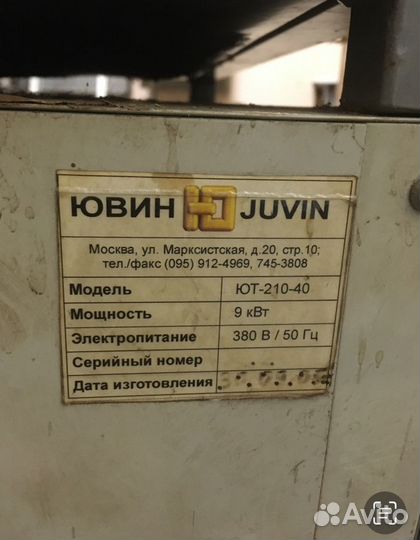 ЮВИН Ю JUVIN
Москва, ул. Марксистская, д.20, стр.10;
тел./факс (095) 912-4969, 745-3808
Модель ЮТ-210-40
Мощность 9 кВт
Электропитание 380 В / 50 Гц
Серийный номер
Дата изготовления
Avito